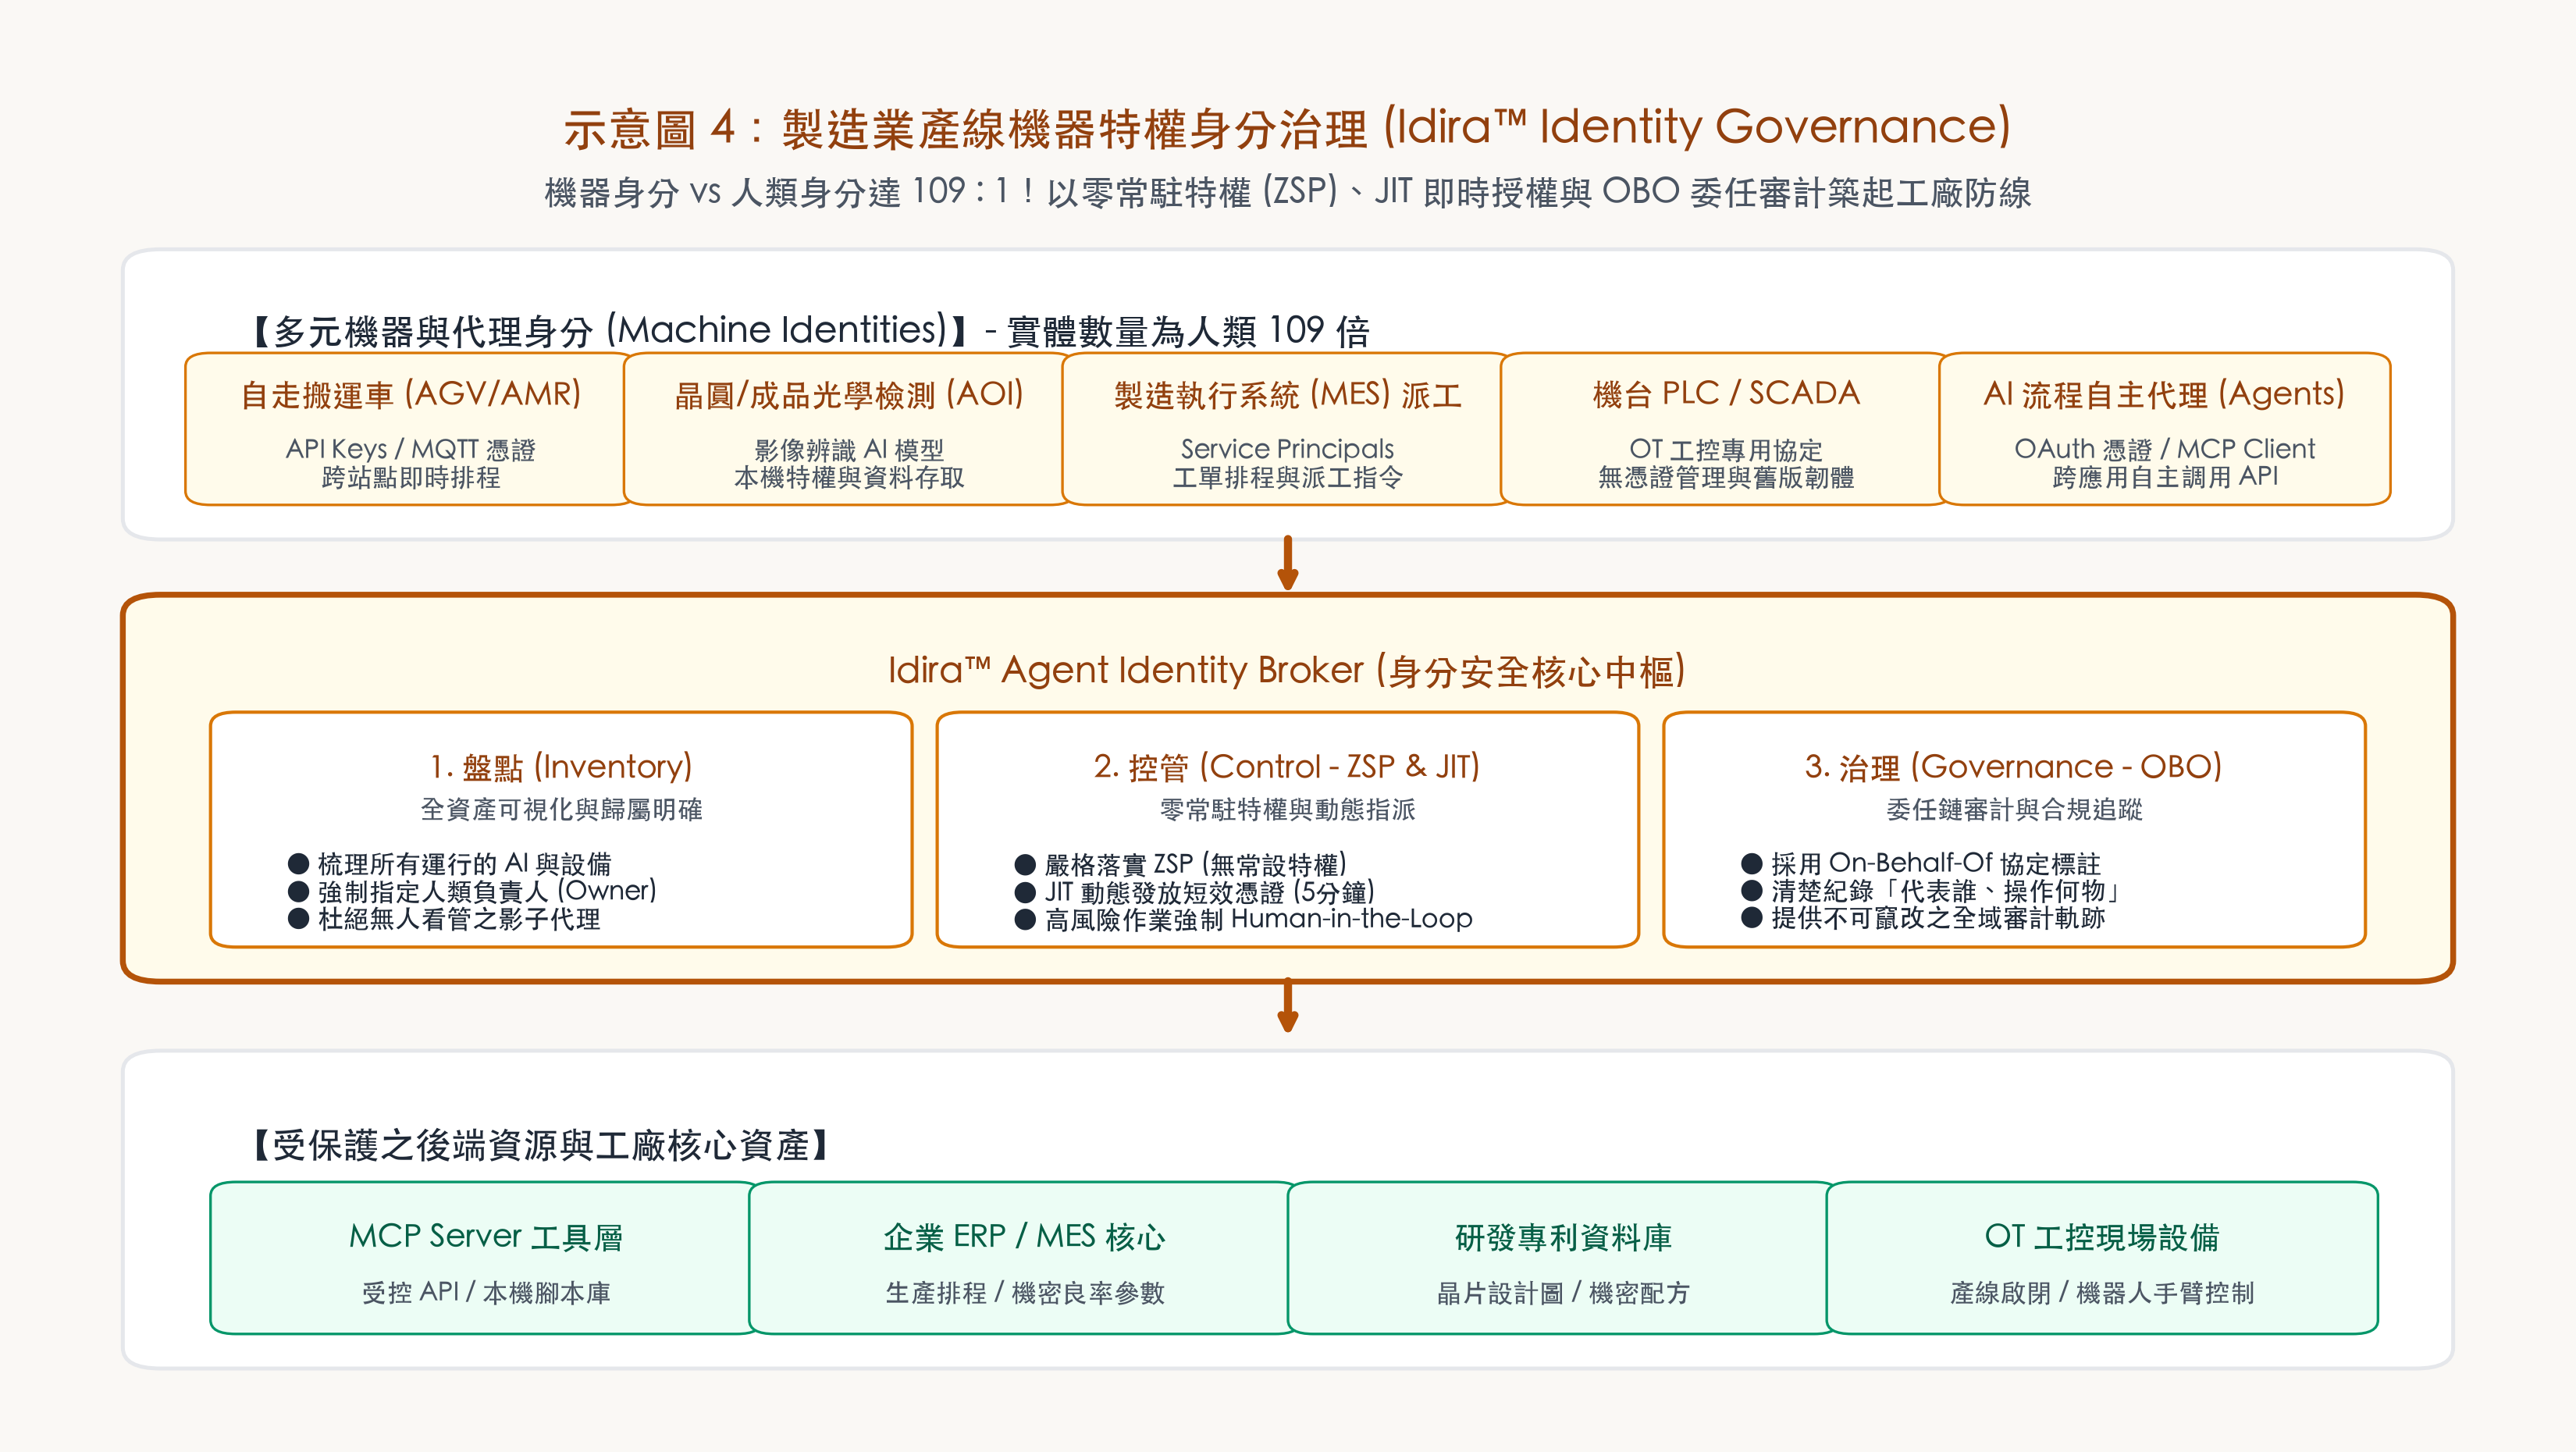 示意圖 4：製造業產線機器特權身分治理 (Idira™ Identity Governance)
機器身分 vs 人類身分達 109：1！以零常駐特權 (ZSP)、JIT 即時授權與 OBO 委任審計築起工廠防線
【多元機器與代理身分 (Machine Identities)】- 實體數量為人類 109 倍
自走搬運車 (AGV/AMR)
API Keys / MQTT 憑證
跨站點即時排程
晶圓/成品光學檢測 (AOI)
影像辨識 AI 模型
本機特權與資料存取
製造執行系統 (MES) 派工
Service Principals
工單排程與派工指令
機台 PLC / SCADA
OT 工控專用協定
無憑證管理與舊版韌體
AI 流程自主代理 (Agents)
OAuth 憑證 / MCP Client
跨應用自主調用 API
Idira™ Agent Identity Broker (身分安全核心中樞)
1. 盤點 (Inventory)
全資產可視化與歸屬明確
● 梳理所有運行的 AI 與設備
● 強制指定人類負責人 (Owner)
● 杜絕無人看管之影子代理
2. 控管 (Control - ZSP & JIT)
零常駐特權與動態指派
● 嚴格落實 ZSP (無常設特權)
● JIT 動態發放短效憑證 (5分鐘)
● 高風險作業強制 Human-in-the-Loop
3. 治理 (Governance - OBO)
委任鏈審計與合規追蹤
● 採用 On-Behalf-Of 協定標註
● 清楚紀錄「代表誰、操作何物」
● 提供不可竄改之全域審計軌跡
【受保護之後端資源與工廠核心資產】
MCP Server 工具層
受控 API / 本機腳本庫
企業 ERP / MES 核心
生產排程 / 機密良率參數
研發專利資料庫
晶片設計圖 / 機密配方
OT 工控現場設備
產線啟閉 / 機器人手臂控制